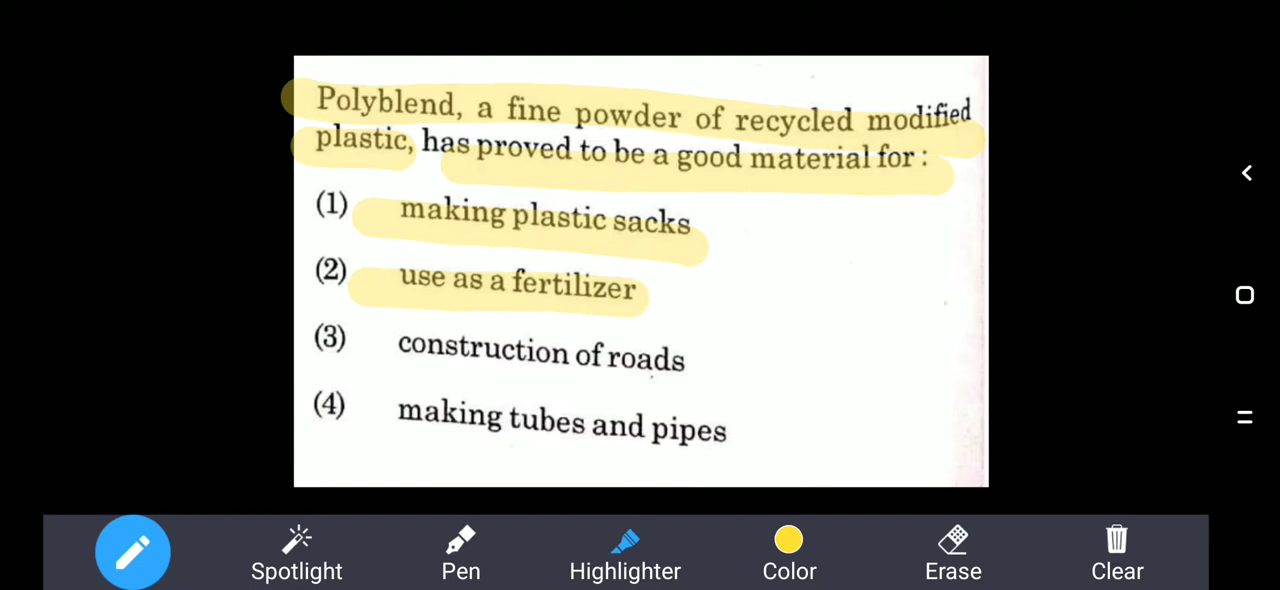 Polyblend, a fine powder of recycled modified
plastic, has proved to be a good material for :
(1) making plastic sacks
(2) use as a fertilizer
(3) construction of roads
(4) making tubes and pipes
Spotlight Pen Highlighter Color Erase Clear